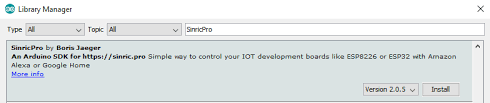 Library Manager
Type All Topic All SinricPro
SinricPro by Boris Jaeger
An Arduino SDK for https://sinric.pro Simple way to control your IOT development boards like ESP8226 or ESP32 with Amazon
Alexa or Google Home
More info
Version 2.0.5 Install